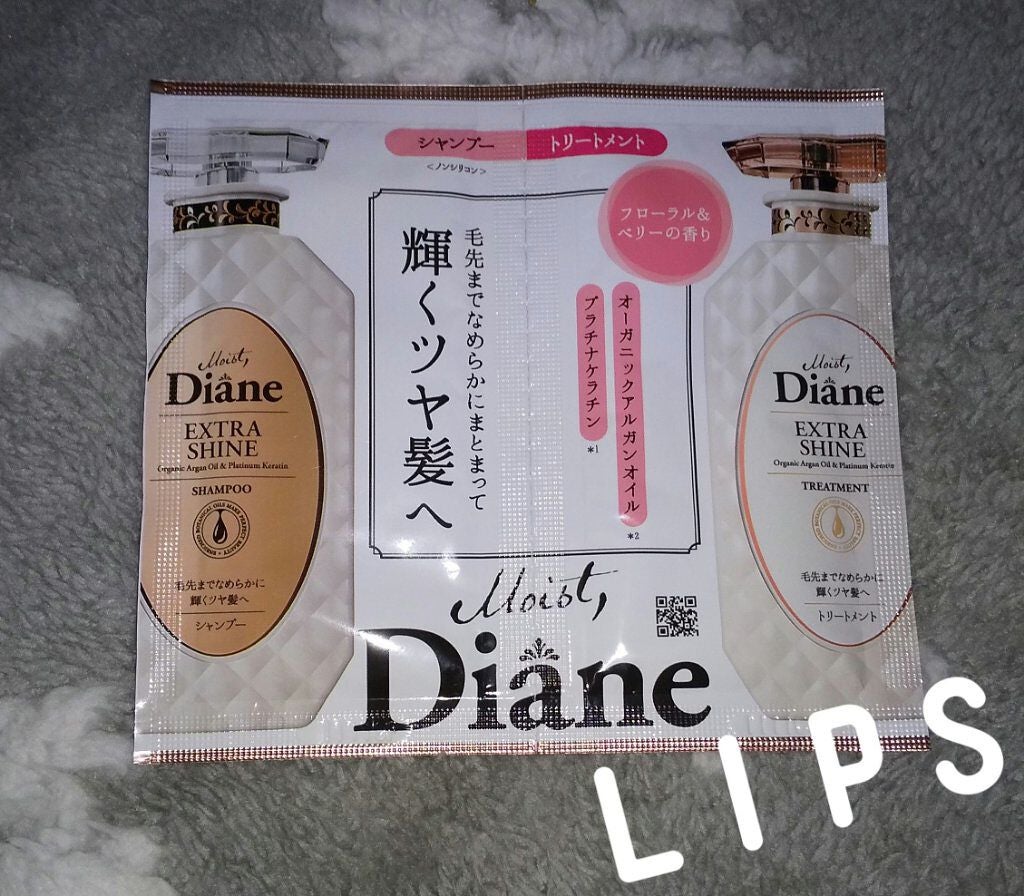 シャンプー
トリートメント
<ノンシリコン>
フローラル&
ベリーの香り
オーガニックアルガンオイル
*2
プラチナケラチン
*1
毛先までなめらかにまとまって
輝くツヤ髪へ
Moist,
Diane
EXTRA
SHINE
Organic Argan Oil & Platinum Keratin
SHAMPOO
ENRICHED BOTANICAL OILS MAKE PERFECT BEAUTY
毛先までなめらかに
輝くツヤ髪へ
シャンプー
Moist,
Diane
EXTRA
SHINE
Organic Argan Oil & Platinum Keratin
TREATMENT
毛先までなめらかに
輝くツヤ髪へ
トリートメント
Moist,
Diane
LIPS